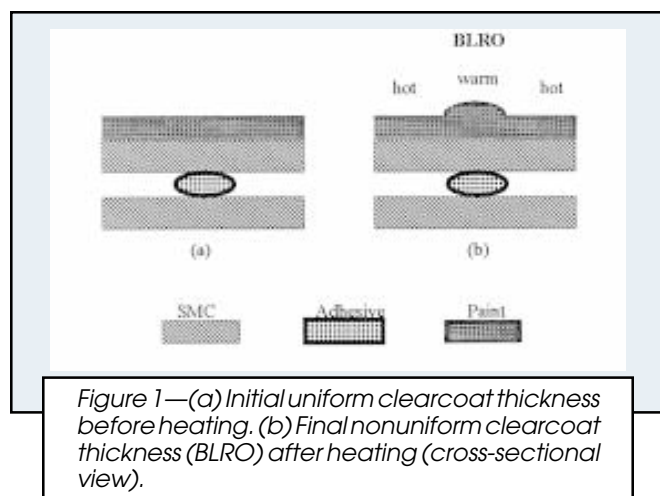 BLRO
hot warm hot
(a) (b)
SMC Adhesive Paint
Figure 1—(a) Initial uniform clearcoat thickness
before heating. (b) Final nonuniform clearcoat
thickness (BLRO) after heating (cross-sectional
view).